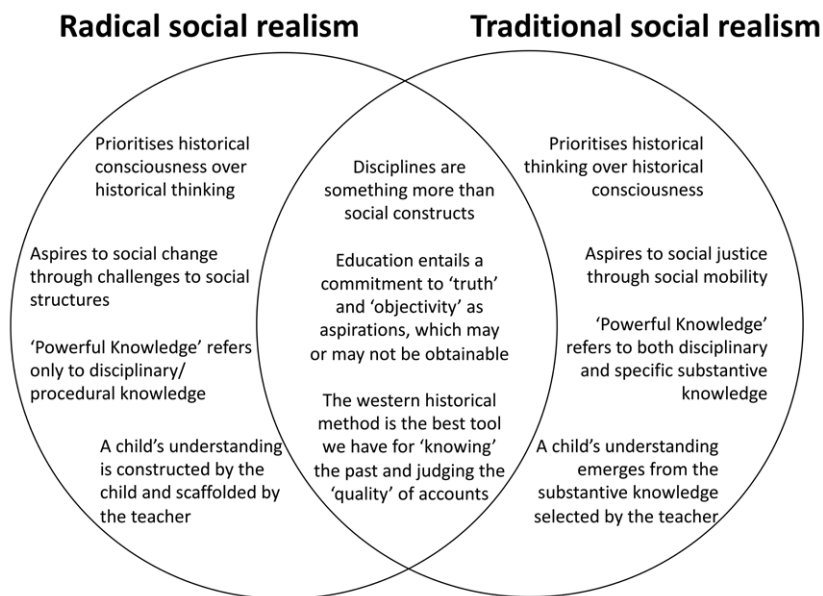 Radical social realism
Traditional social realism
Prioritises historical
consciousness over
historical thinking
Aspires to social change
through challenges to social
structures
‘Powerful Knowledge’ refers
only to disciplinary/
procedural knowledge
A child’s understanding
is constructed by the
child and scaffolded by
the teacher
Disciplines are
something more than
social constructs
Education entails a
commitment to ‘truth’
and ‘objectivity’ as
aspirations, which may
or may not be obtainable
The western historical
method is the best tool
we have for ‘knowing’
the past and judging the
‘quality’ of accounts
Prioritises historical
thinking over historical
consciousness
Aspires to social justice
through social mobility
‘Powerful Knowledge’
refers to both disciplinary
and specific substantive
knowledge
A child’s understanding
emerges from the
substantive knowledge
selected by the teacher